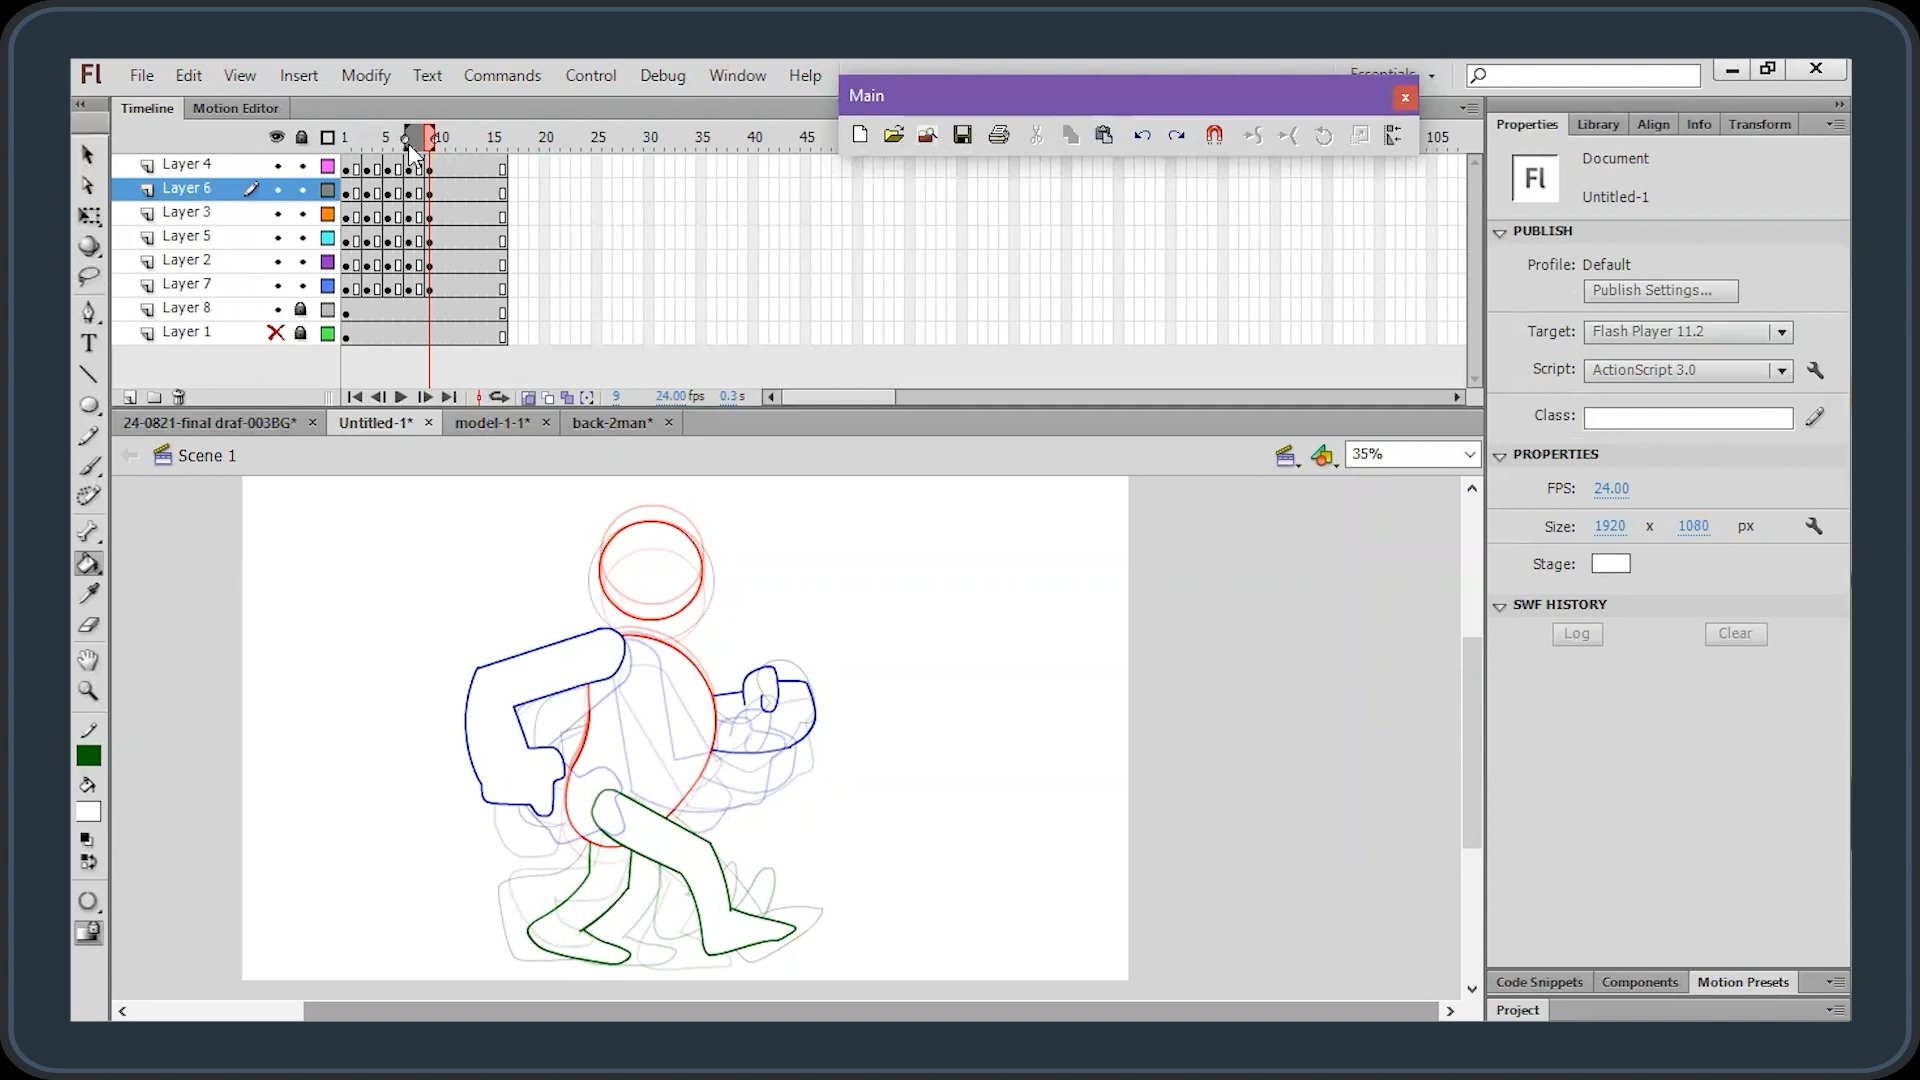 Fl File Edit View Insert Modify Text Commands Control Debug Window Help
Main x
Timeline Motion Editor
1 5 10 15 20 25 30 35 40 45 105
Layer 4
Layer 6
Layer 3
Layer 5
Layer 2
Layer 7
Layer 8
Layer 1
9 24.00 fps 0.3 s
24-0821-final draf-003BG* × Untitled-1* × model-1-1* × back-2man* ×
Scene 1 35%
T
Properties Library Align Info Transform
Fl
Document
Untitled-1
PUBLISH
Profile: Default
Publish Settings...
Target: Flash Player 11.2
Script: ActionScript 3.0
Class:
PROPERTIES
FPS: 24.00
Size: 1920 x 1080 px
Stage:
SWF HISTORY
Log Clear
Code Snippets Components Motion Presets
Project